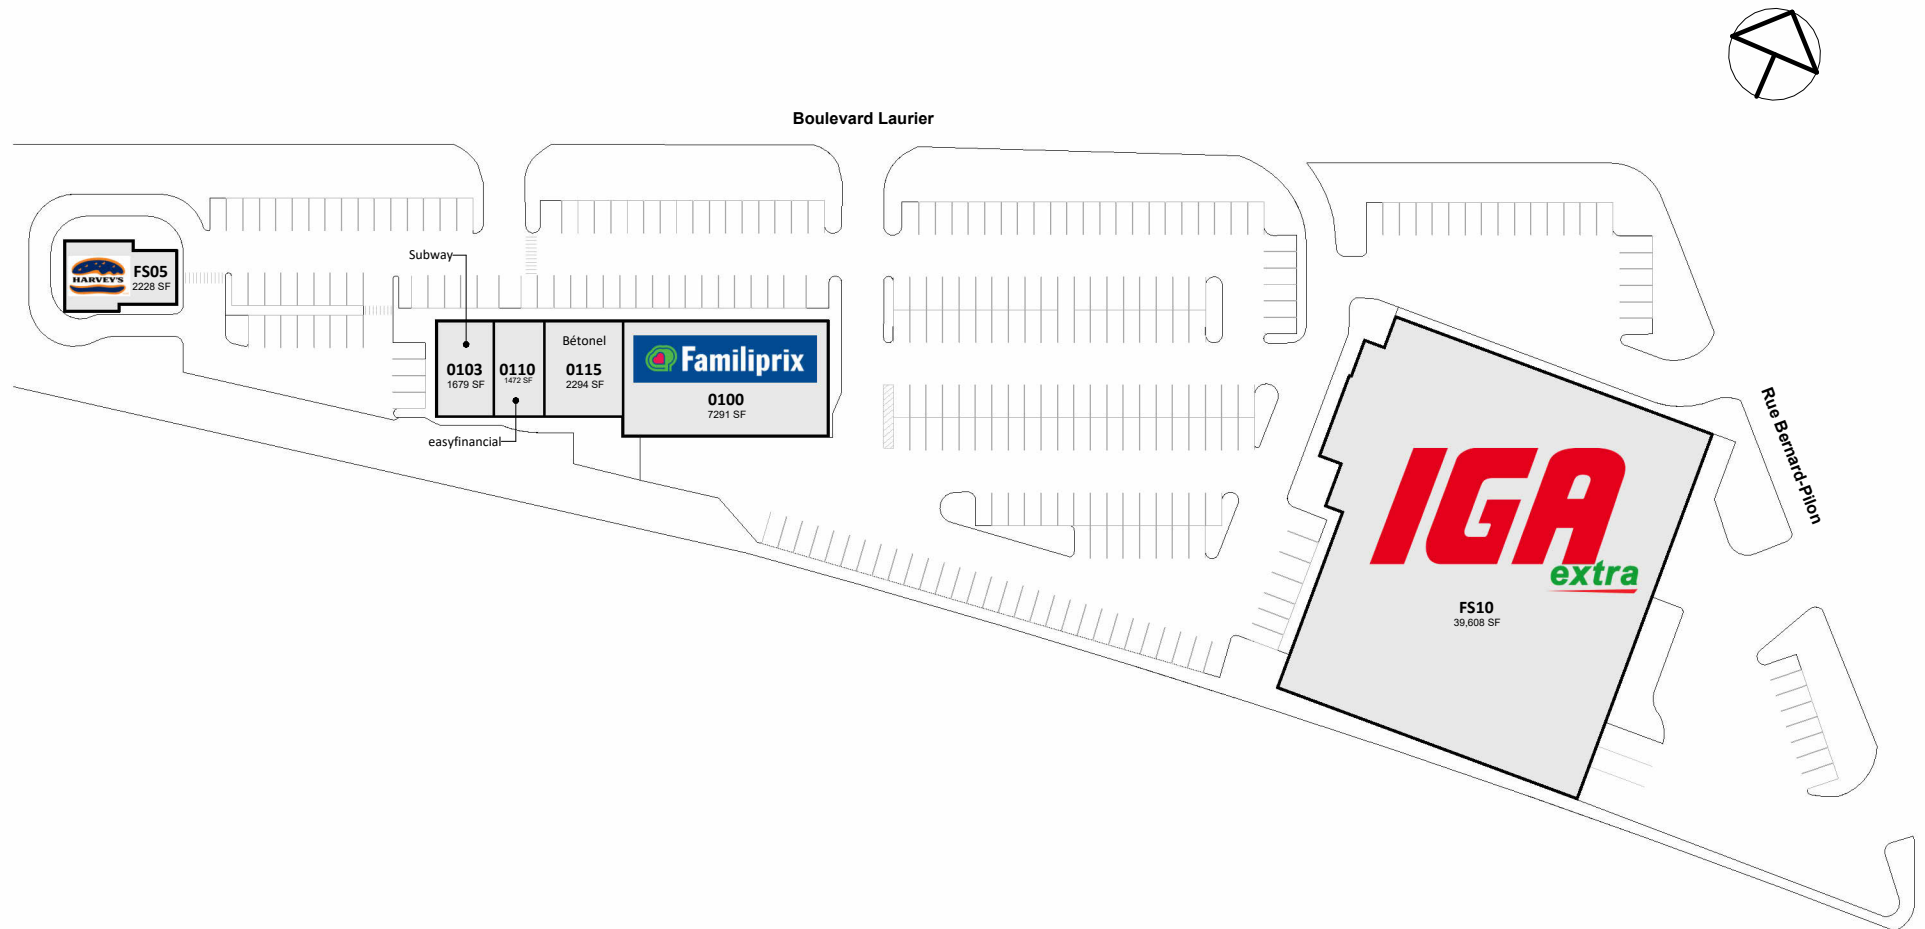 Boulevard Laurier
HARVEY'S
FS05
2228 SF
Subway
0103
1679 SF
0110
1472 SF
easyfinancial
Bétonel
0115
2294 SF
Familiprix
0100
7291 SF
IGA
extra
FS10
39,608 SF
Rue Bernard-Pilon